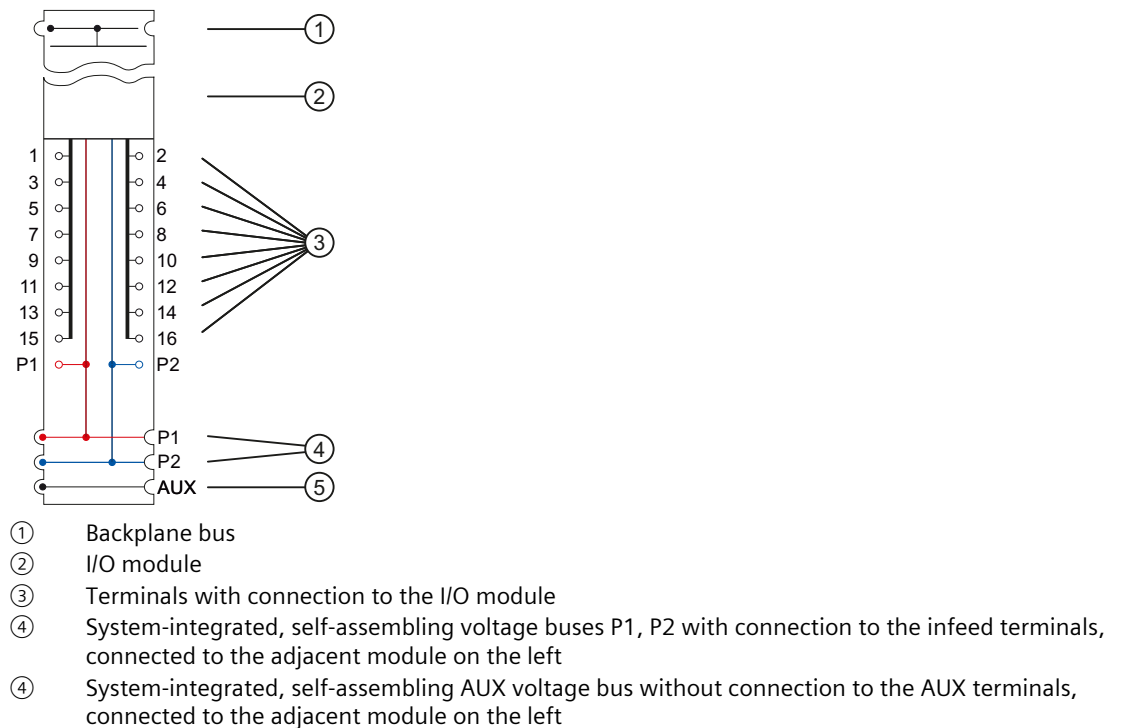 ①
②
1 2
3 4
5 6
7 8
③
9 10
11 12
13 14
15 16
P1 P2
P1
④
P2
AUX ⑤
① Backplane bus
② I/O module
③ Terminals with connection to the I/O module
④ System-integrated, self-assembling voltage buses P1, P2 with connection to the infeed terminals,
connected to the adjacent module on the left
④ System-integrated, self-assembling AUX voltage bus without connection to the AUX terminals,
connected to the adjacent module on the left